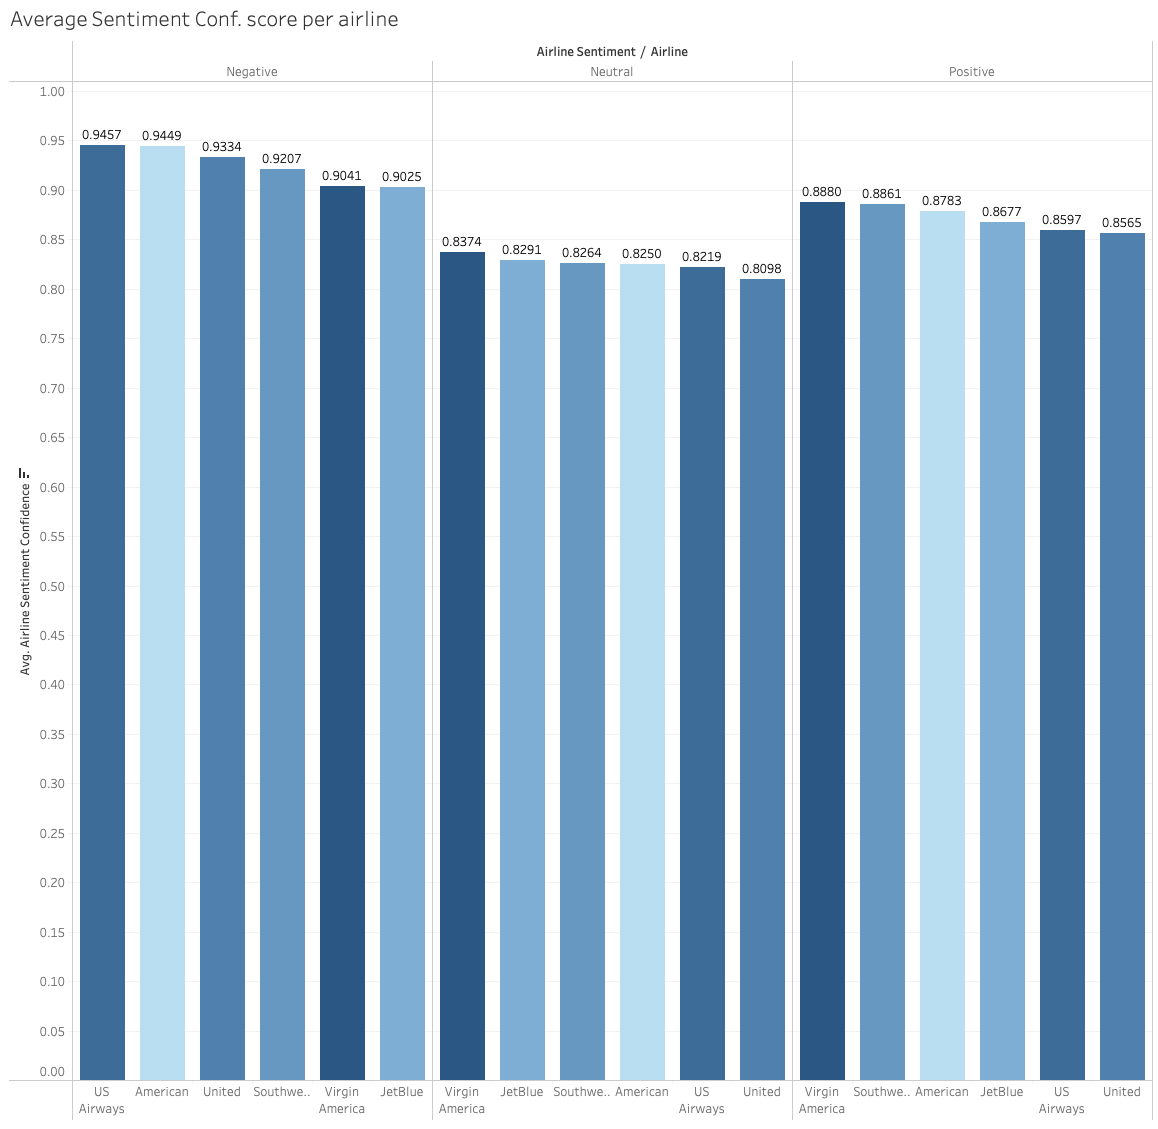 Average Sentiment Conf. score per airline
Airline Sentiment / Airline
Negative
Neutral
Positive
Avg. Airline Sentiment Confidence
1.00
0.95
0.90
0.85
0.80
0.75
0.70
0.65
0.60
0.55
0.50
0.45
0.40
0.35
0.30
0.25
0.20
0.15
0.10
0.05
0.00
0.9457
0.9449
0.9334
0.9207
0.9041
0.9025
0.8374
0.8291
0.8264
0.8250
0.8219
0.8098
0.8880
0.8861
0.8783
0.8677
0.8597
0.8565
US
Airways
American
United
Southwe..
Virgin
America
JetBlue
Virgin
America
JetBlue
Southwe..
American
US
Airways
United
Virgin
America
Southwe..
American
JetBlue
US
Airways
United